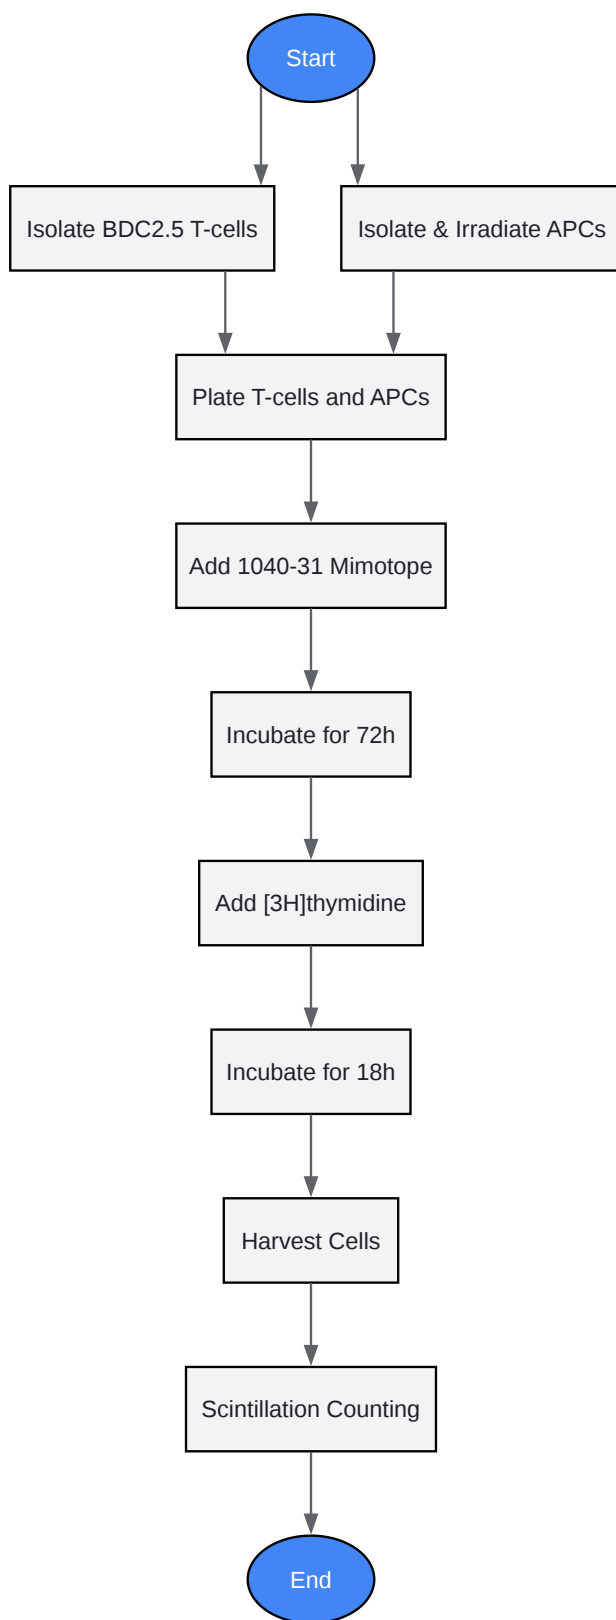 Start
Isolate BDC2.5 T-cells
Isolate & Irradiate APCs
Plate T-cells and APCs
Add 1040-31 Mimotope
Incubate for 72h
Add [3H]thymidine
Incubate for 18h
Harvest Cells
Scintillation Counting
End